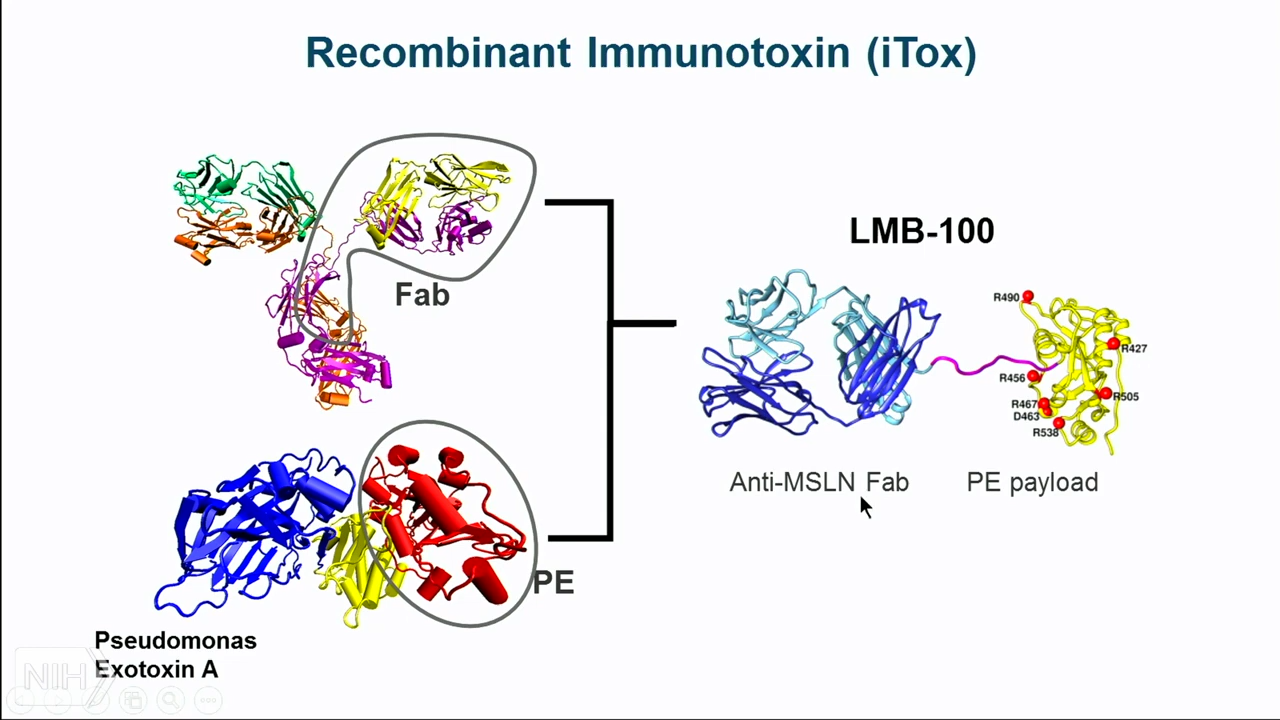 Recombinant Immunotoxin (iTox)
Fab
LMB-100
R490
R427
R456
R505
R467
D463
R538
Anti-MSLN Fab
PE payload
PE
Pseudomonas
Exotoxin A
NIH